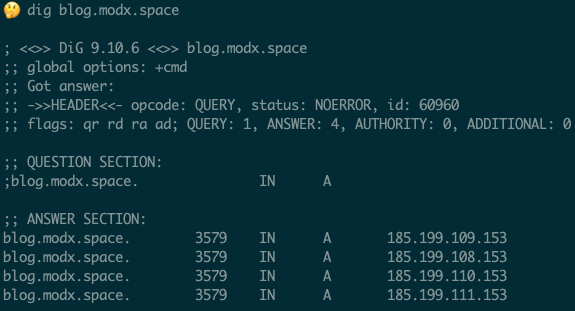 🤔 dig blog.modx.space
; <<>> DiG 9.10.6 <<>> blog.modx.space
;; global options: +cmd
;; Got answer:
;; ->>HEADER<<- opcode: QUERY, status: NOERROR, id: 60960
;; flags: qr rd ra ad; QUERY: 1, ANSWER: 4, AUTHORITY: 0, ADDITIONAL: 0
;; QUESTION SECTION:
;blog.modx.space. IN A
;; ANSWER SECTION:
blog.modx.space. 3579 IN A 185.199.109.153
blog.modx.space. 3579 IN A 185.199.108.153
blog.modx.space. 3579 IN A 185.199.110.153
blog.modx.space. 3579 IN A 185.199.111.153